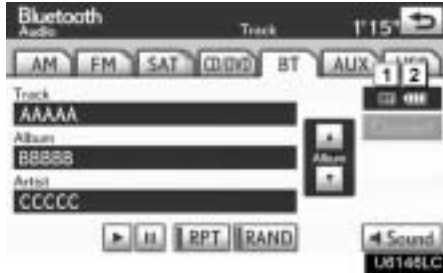 Bluetooth
Audio
Track 1'15"
AM FM SAT CD/DVD BT AUX
1 2
Track
AAAAA
Album
BBBBB
Album
Artist
CCCCC
RPT RAND
Sound
U6146LC